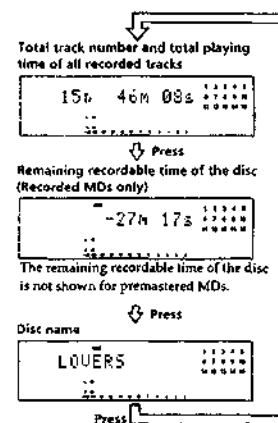 Total track number and total playing
time of all recorded tracks
15n 46m 08s
Press
Remaining recordable time of the disc
(Recorded MDs only)
-27m 17s
The remaining recordable time of the disc
is not shown for premastered MDs.
Press
Disc name
LOVERS
Press